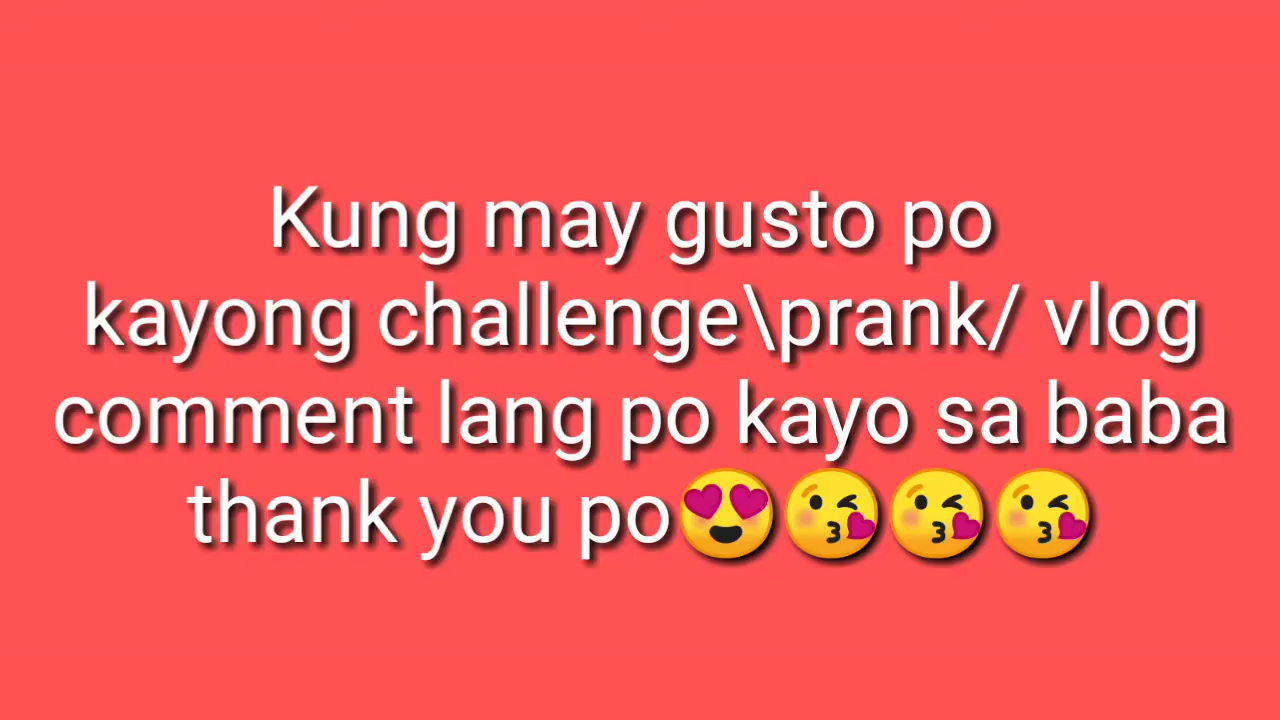 Kung may gusto po
kayong challenge\prank/ vlog
comment lang po kayo sa baba
thank you po😍😘😘😘